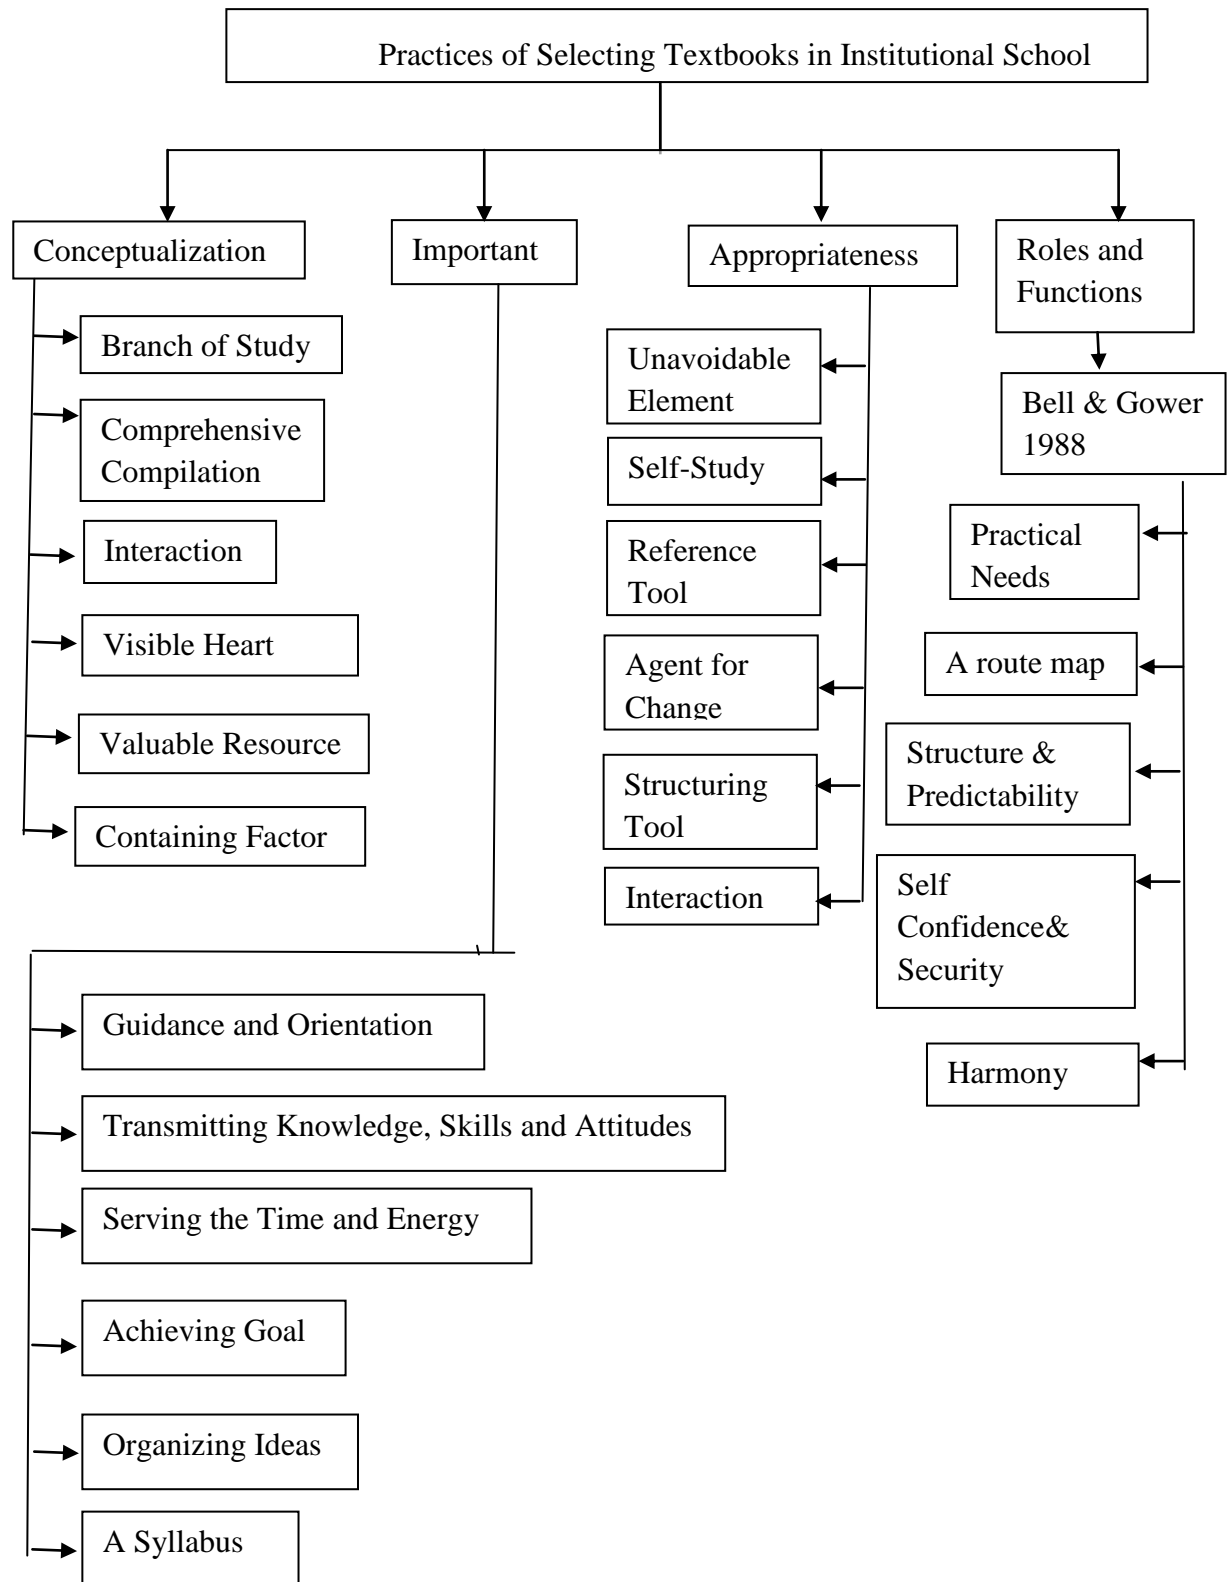 Practices of Selecting Textbooks in Institutional School
Conceptualization
Branch of Study
Comprehensive
Compilation
Interaction
Visible Heart
Valuable Resource
Containing Factor
Important
Guidance and Orientation
Transmitting Knowledge, Skills and Attitudes
Serving the Time and Energy
Achieving Goal
Organizing Ideas
A Syllabus
Appropriateness
Unavoidable
Element
Self-Study
Reference
Tool
Agent for
Change
Structuring
Tool
Interaction
Roles and
Functions
Bell & Gower
1988
Practical
Needs
A route map
Structure &
Predictability
Self
Confidence&
Security
Harmony